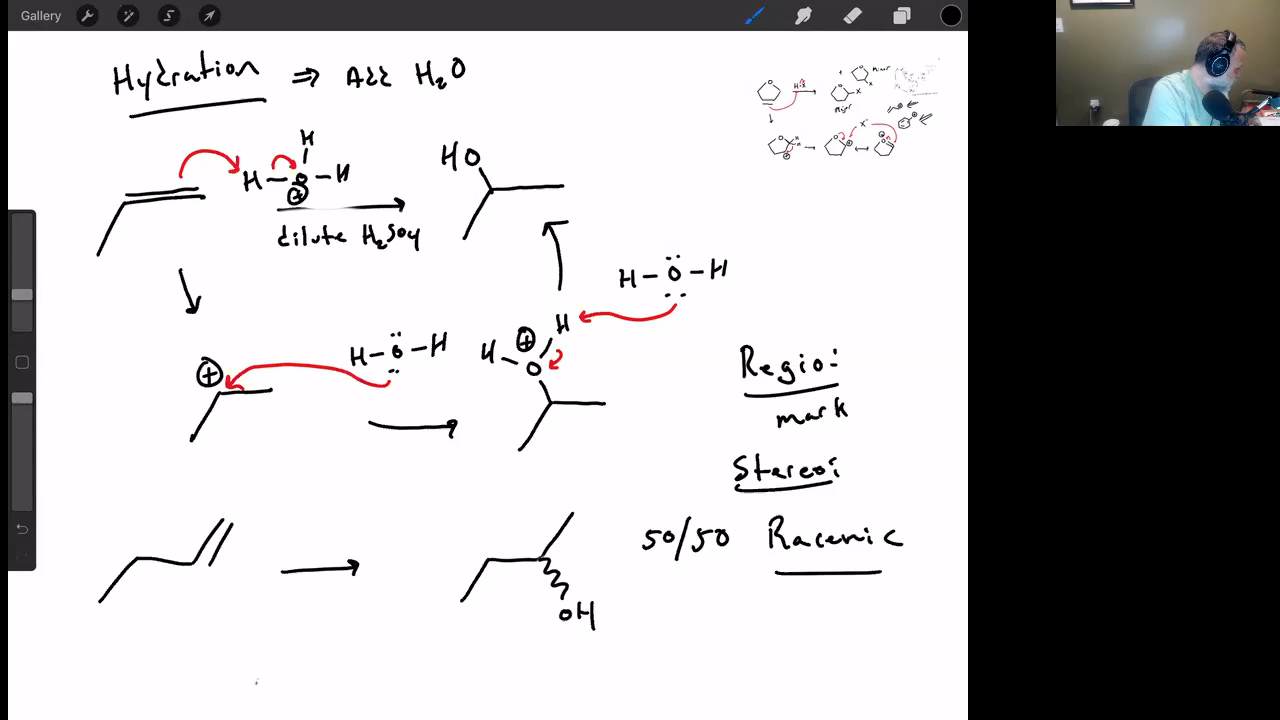 Gallery
Hydration ⇒ Add H₂O
H
H-O-H
⊕
dilute H₂SO₄
HO
H-O-H
⊕
H-O-H
H
⊕
H
O
Regio:
mark
Stereo:
50/50 Racemic
OH